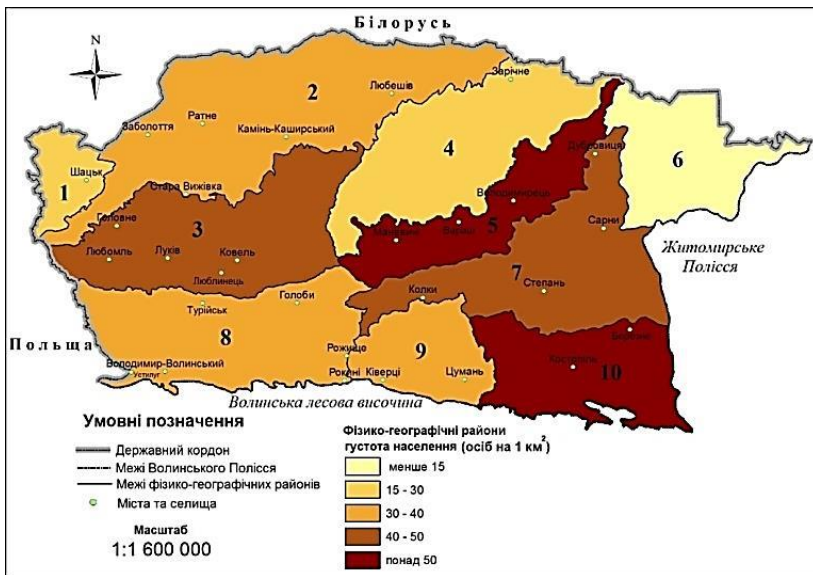 Білорусь
N
2
Зарічне
Любешів
Ратне
Заболоття
Камінь-Каширський
4
6
Дубровиця
1
Шацьк
Стара Вижівка
Володимирець
Головне
3
Маневичі
Вараш
5
Сарни
Любомль
Луків
Ковель
Люблинець
Житомирське
Полісся
7
Степань
Колки
Голоби
Турійськ
8
Польща
Рожище
9
Березне
Володимир-Волинський
Устилуг
Рокині
Ківерці
Цумань
Костопіль
10
Волинська лесова височина
Умовні позначення
Державний кордон
Межі Волинського Полісся
Межі фізико-географічних районів
Міста та селища
Масштаб
1:1 600 000
Фізико-географічні райони
густота населення (осіб на 1 км²)
менше 15
15 - 30
30 - 40
40 - 50
понад 50